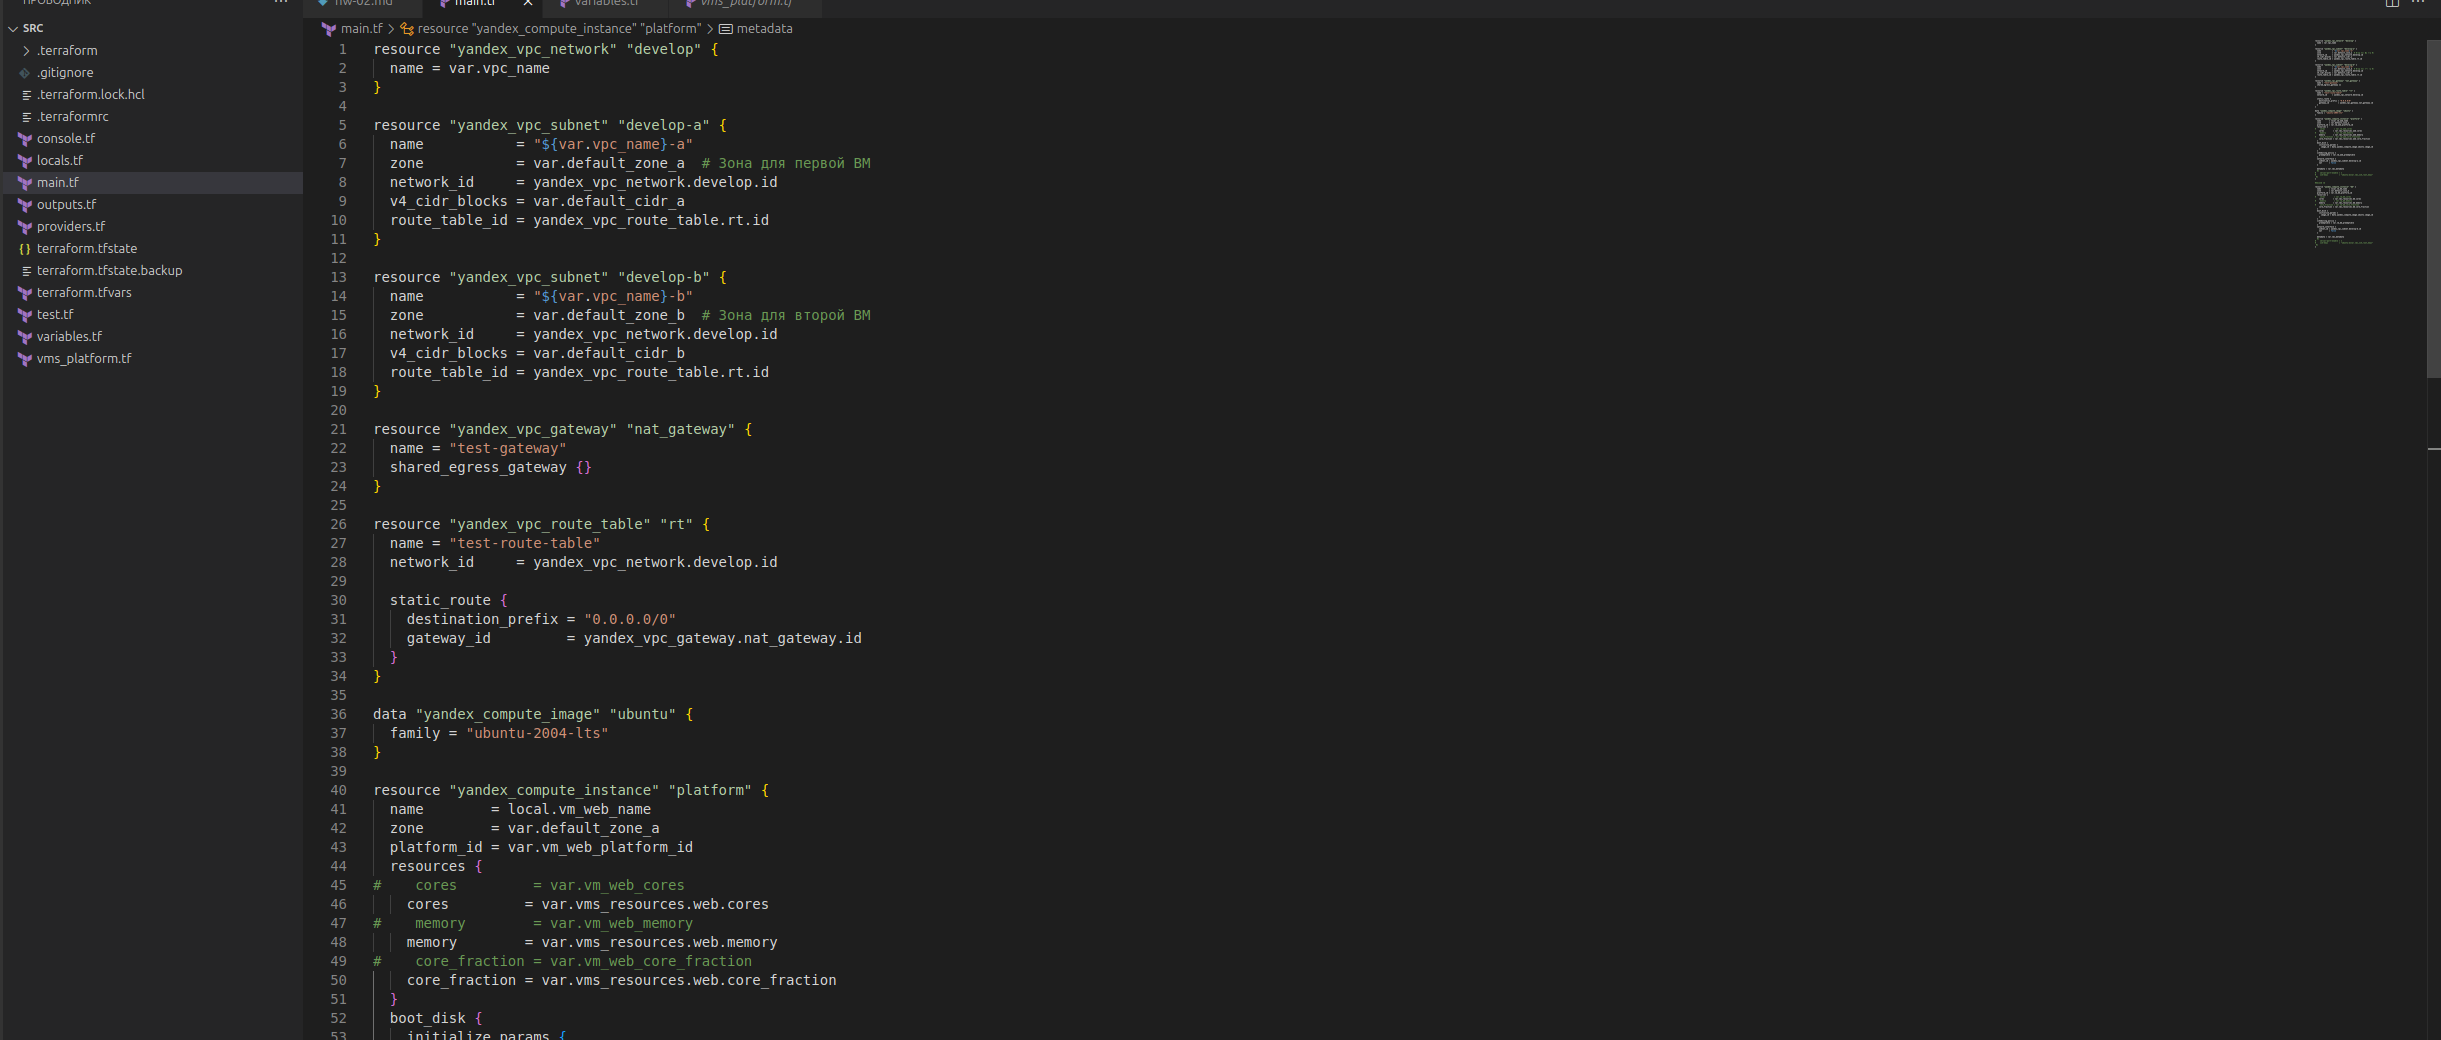 ПРОВОДНИК
SRC
.terraform
.gitignore
.terraform.lock.hcl
.terraformrc
console.tf
locals.tf
main.tf
outputs.tf
providers.tf
terraform.tfstate
terraform.tfstate.backup
terraform.tfvars
test.tf
variables.tf
vms_platform.tf
hw-02.md main.tf variables.tf vms_platform.tf
main.tf > resource "yandex_compute_instance" "platform" > metadata
1 resource "yandex_vpc_network" "develop" {
2   name = var.vpc_name
3 }
4
5 resource "yandex_vpc_subnet" "develop-a" {
6   name           = "${var.vpc_name}-a"
7   zone           = var.default_zone_a  # Зона для первой ВМ
8   network_id     = yandex_vpc_network.develop.id
9   v4_cidr_blocks = var.default_cidr_a
10   route_table_id = yandex_vpc_route_table.rt.id
11 }
12
13 resource "yandex_vpc_subnet" "develop-b" {
14   name           = "${var.vpc_name}-b"
15   zone           = var.default_zone_b  # Зона для второй ВМ
16   network_id     = yandex_vpc_network.develop.id
17   v4_cidr_blocks = var.default_cidr_b
18   route_table_id = yandex_vpc_route_table.rt.id
19 }
20
21 resource "yandex_vpc_gateway" "nat_gateway" {
22   name = "test-gateway"
23   shared_egress_gateway {}
24 }
25
26 resource "yandex_vpc_route_table" "rt" {
27   name = "test-route-table"
28   network_id     = yandex_vpc_network.develop.id
29
30   static_route {
31     destination_prefix = "0.0.0.0/0"
32     gateway_id         = yandex_vpc_gateway.nat_gateway.id
33   }
34 }
35
36 data "yandex_compute_image" "ubuntu" {
37   family = "ubuntu-2004-lts"
38 }
39
40 resource "yandex_compute_instance" "platform" {
41   name        = local.vm_web_name
42   zone        = var.default_zone_a
43   platform_id = var.vm_web_platform_id
44   resources {
45 #    cores         = var.vm_web_cores
46     cores         = var.vms_resources.web.cores
47 #    memory        = var.vm_web_memory
48     memory        = var.vms_resources.web.memory
49 #    core_fraction = var.vm_web_core_fraction
50     core_fraction = var.vms_resources.web.core_fraction
51   }
52   boot_disk {
53     initialize_params {